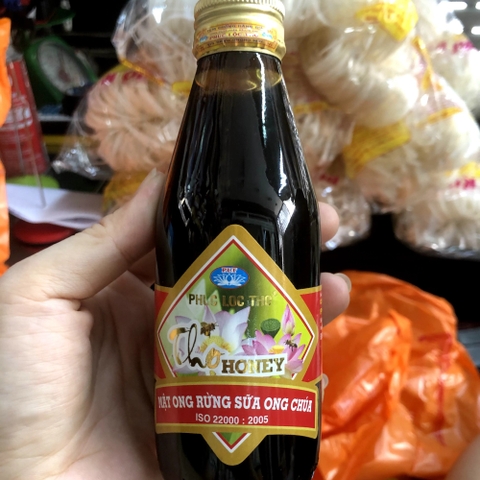 PHÚC LỘC THỌ
Thọ
HONEY
MẬT ONG RỪNG SỮA ONG CHÚA
ISO 22000 : 2005